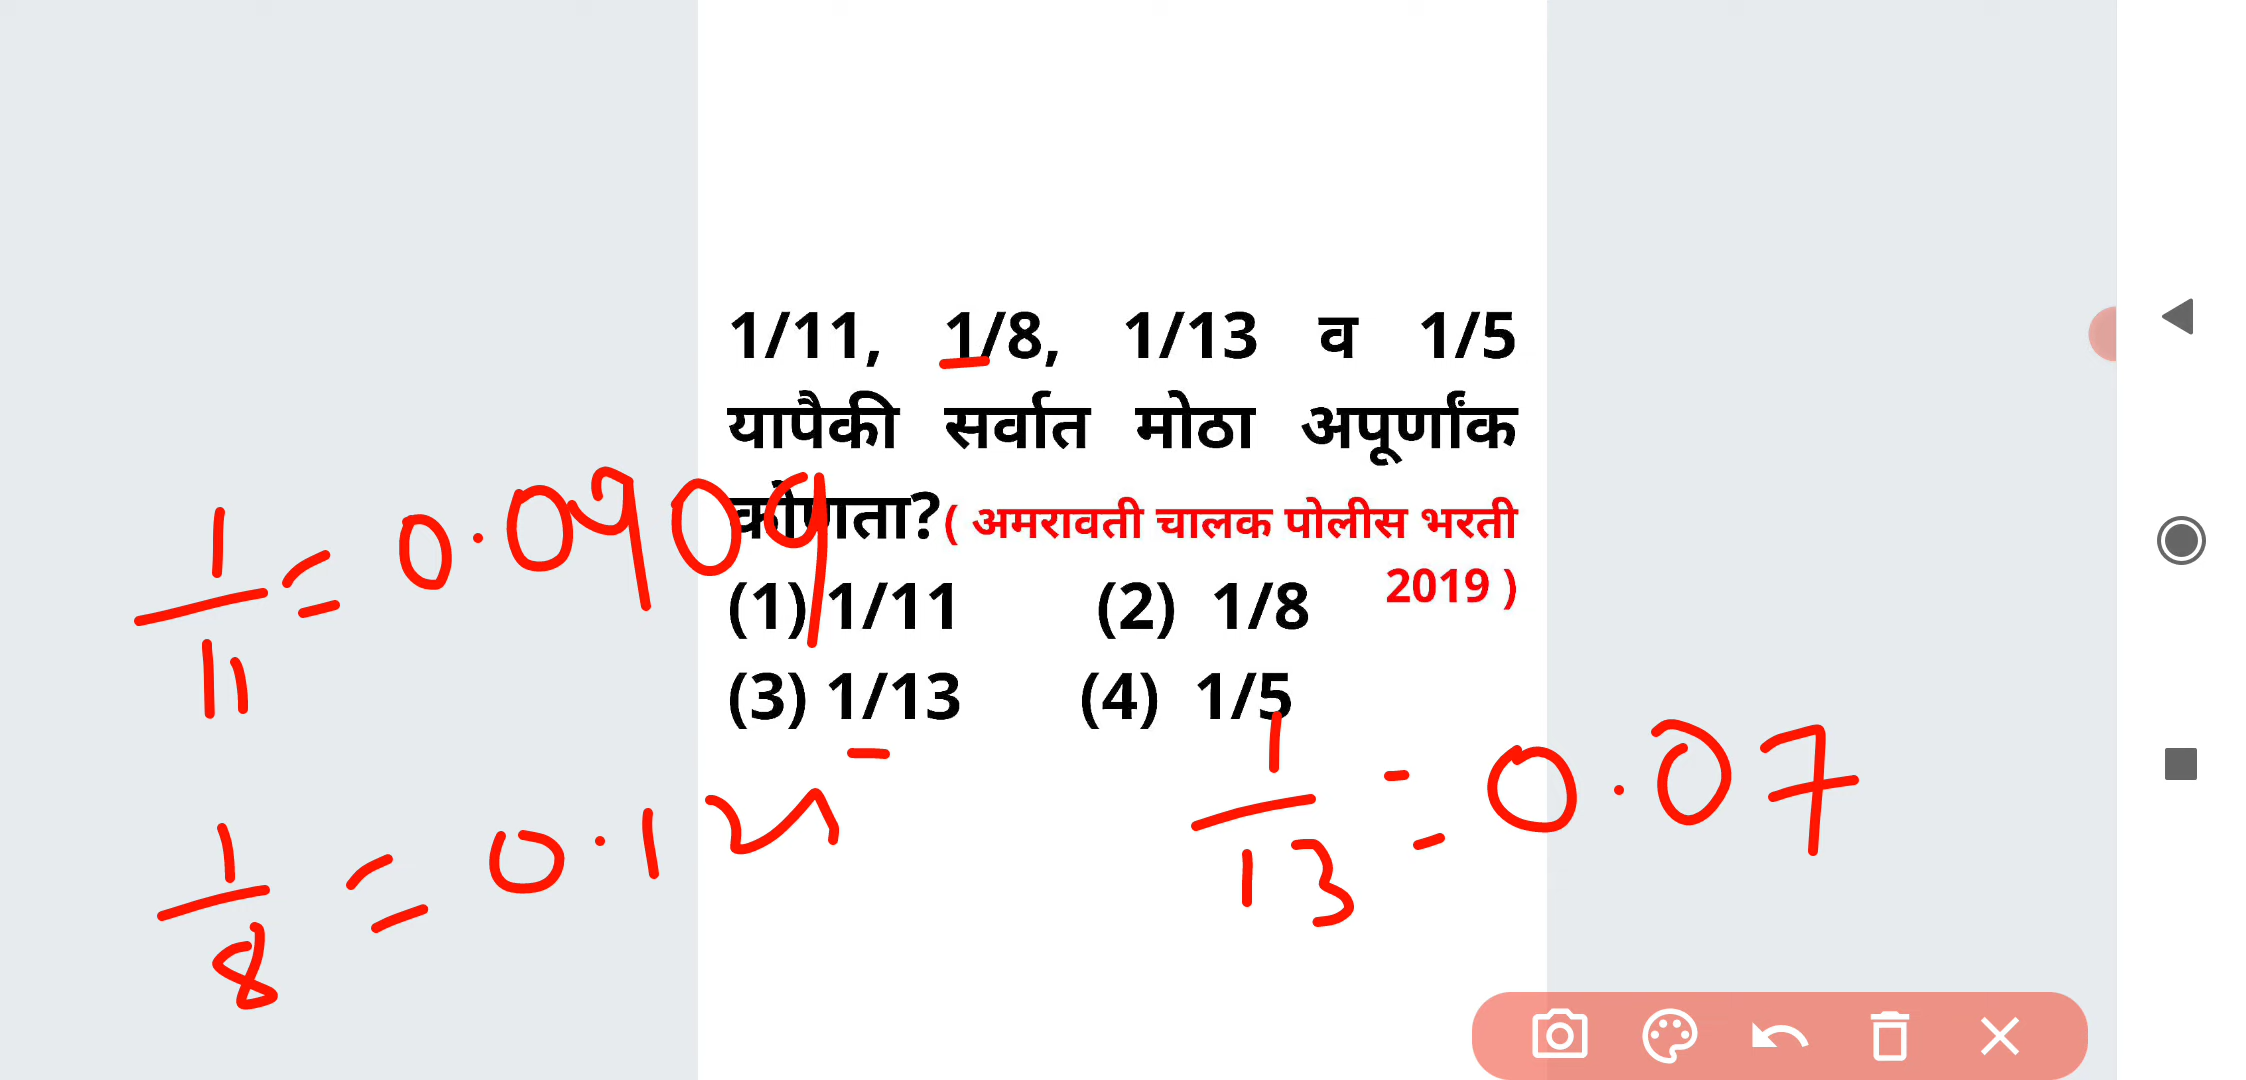 1/11, 1/8, 1/13 व 1/5
यापैकी सर्वात मोठा अपूर्णांक
कोणता? ( अमरावती चालक पोलीस भरती
2019 )
(1) 1/11 (2) 1/8
(3) 1/13 (4) 1/5
1/11 = 0.0909
1/8 = 0.1
1/13 = 0.07